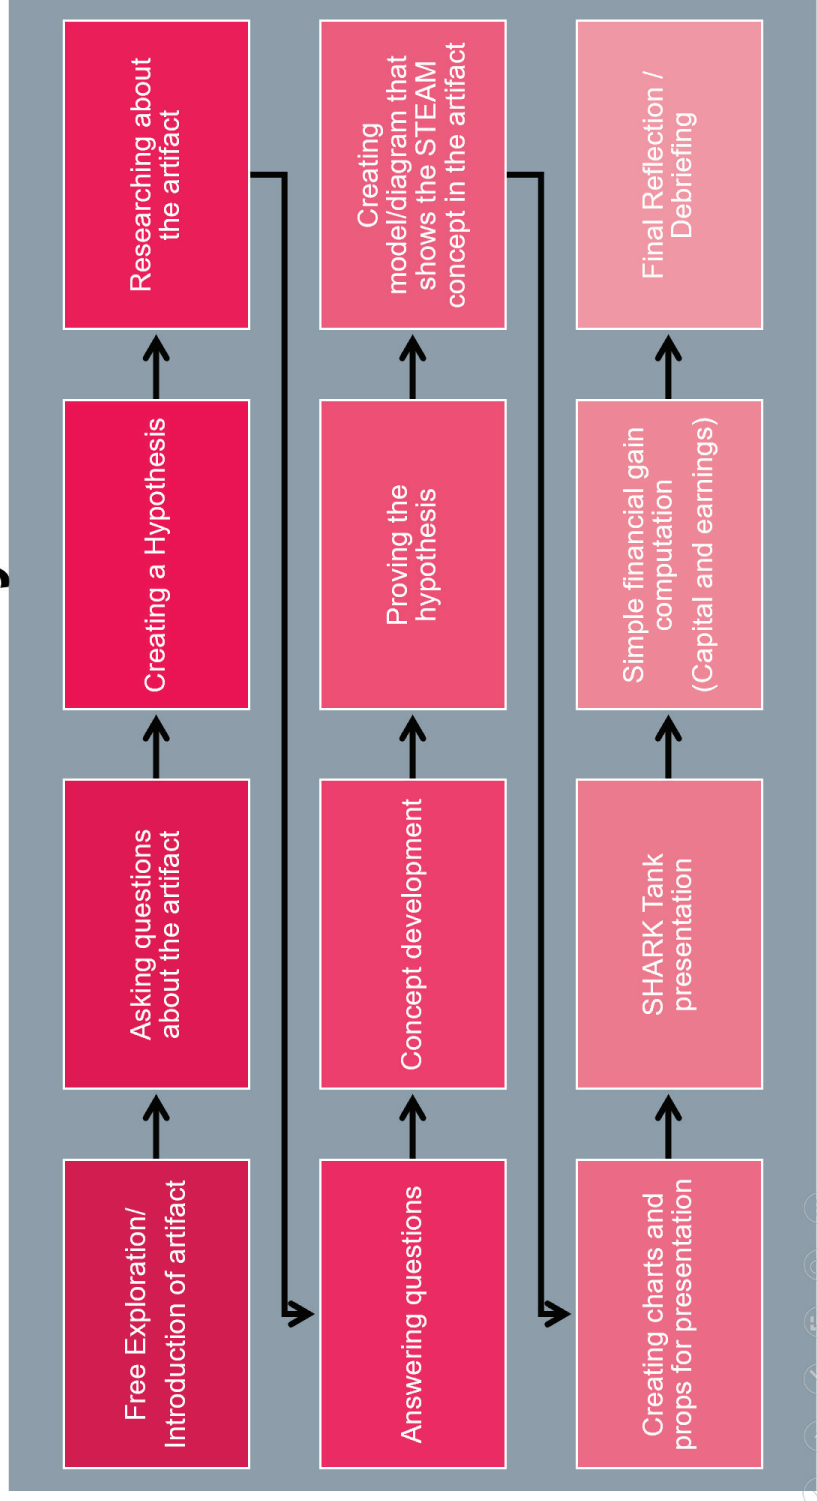 Free Exploration/
Introduction of artifact
Asking questions
about the artifact
Creating a Hypothesis
Researching about
the artifact
Answering questions
Concept development
Proving the
hypothesis
Creating
model/diagram that
shows the STEAM
concept in the artifact
Creating charts and
props for presentation
SHARK Tank
presentation
Simple financial gain
computation
(Capital and earnings)
Final Reflection /
Debriefing